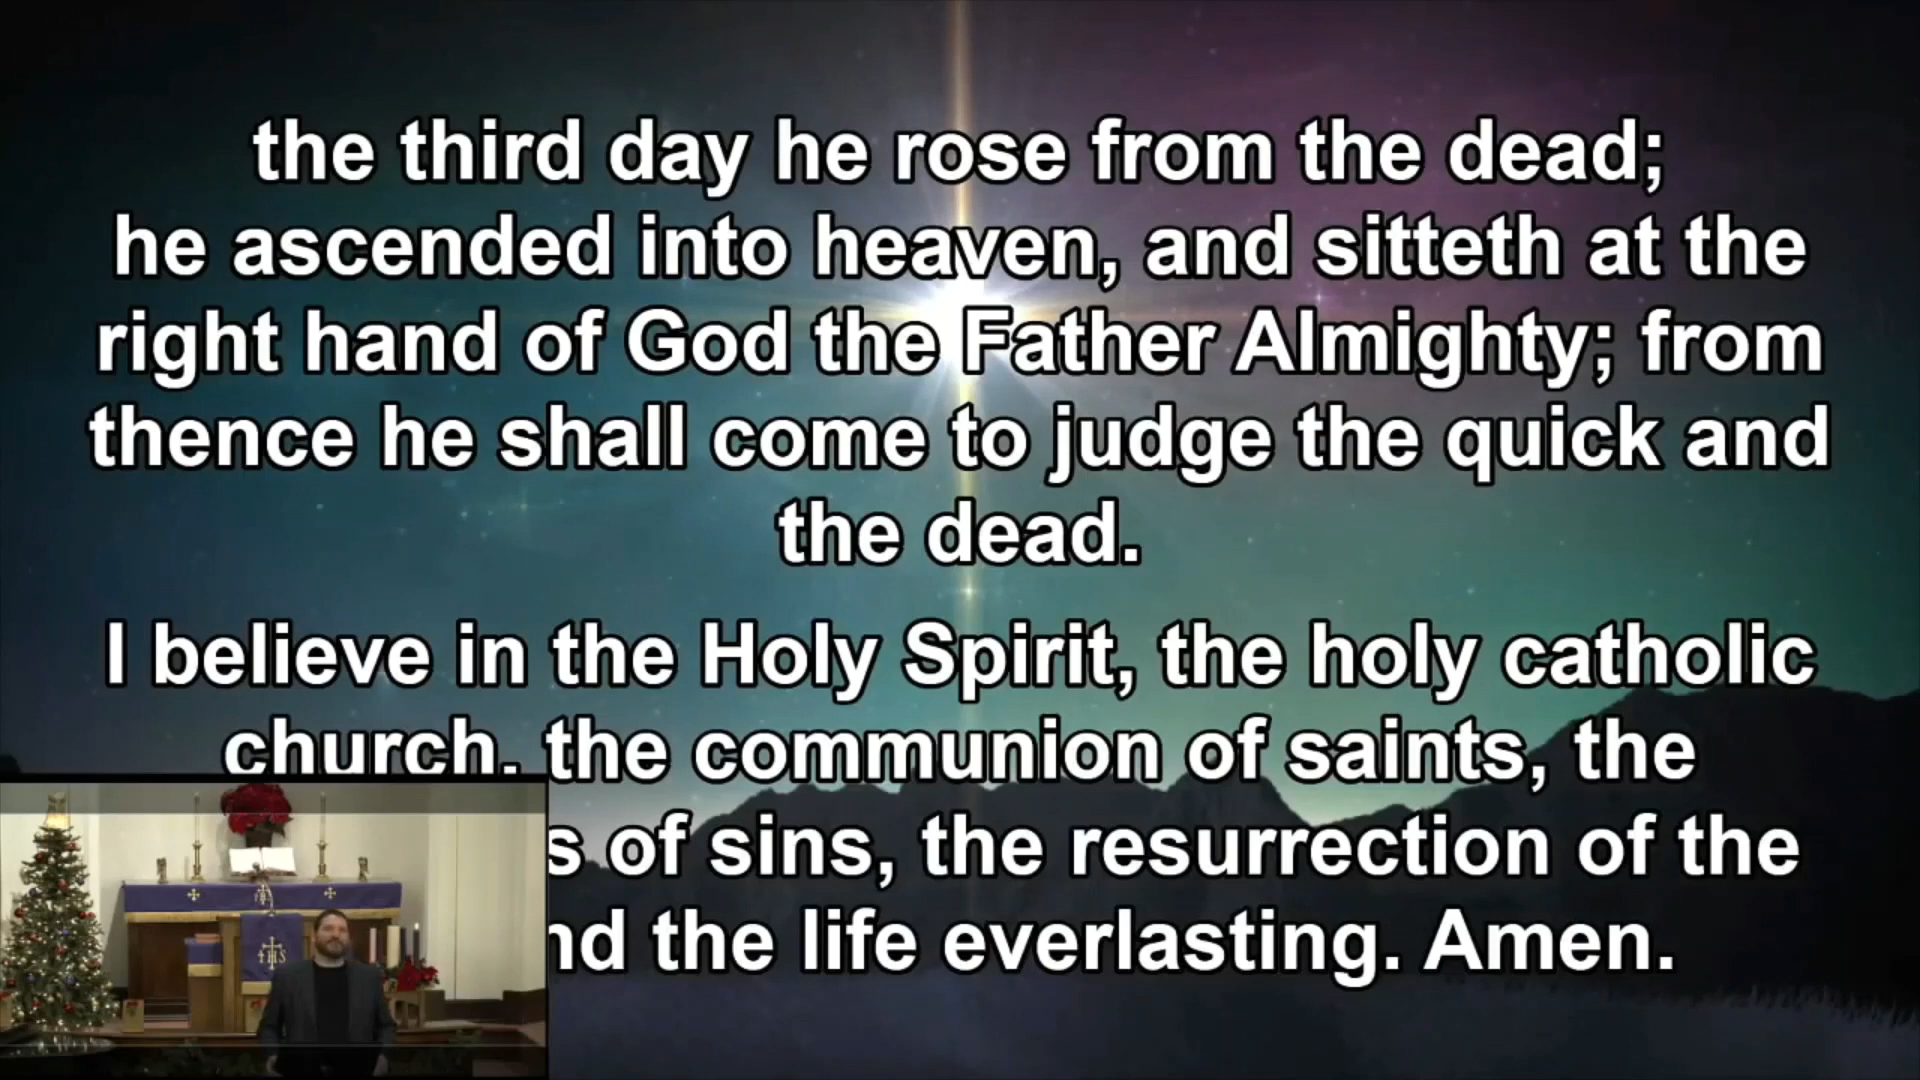 the third day he rose from the dead;
he ascended into heaven, and sitteth at the
right hand of God the Father Almighty; from
thence he shall come to judge the quick and
the dead.
I believe in the Holy Spirit, the holy catholic
church, the communion of saints, the
of sins, the resurrection of the
the life everlasting. Amen.
IHS